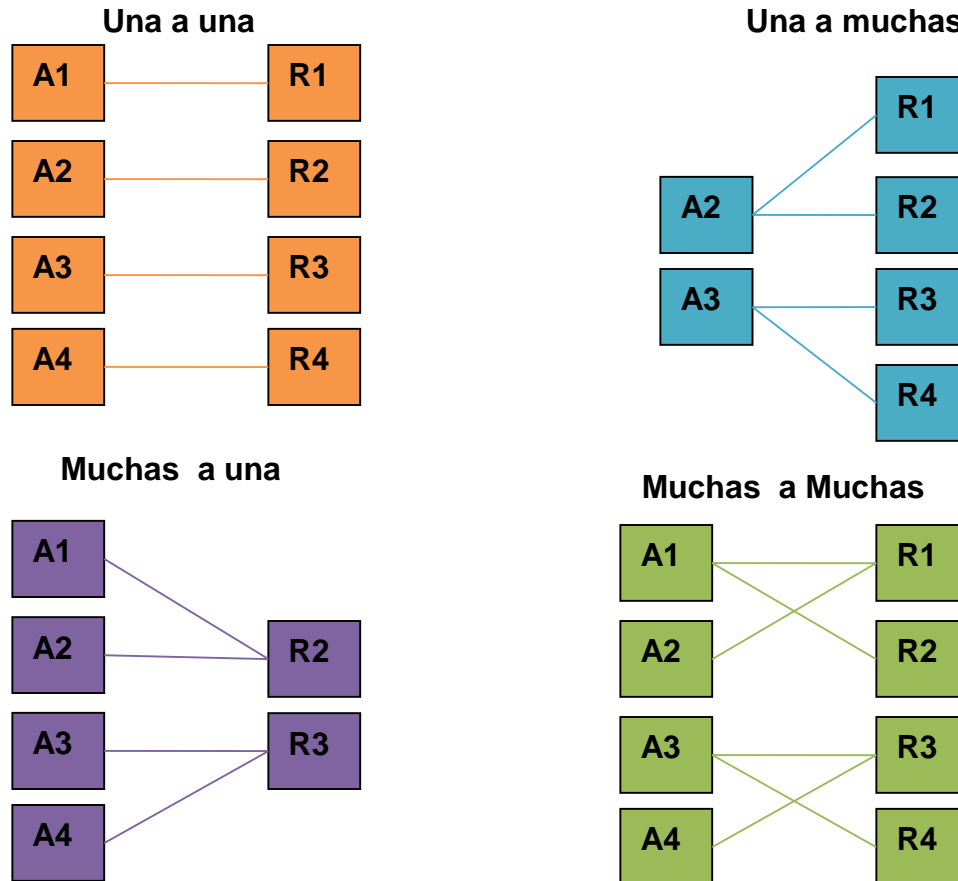 Una a una
A1 R1
A2 R2
A3 R3
A4 R4
Una a muchas
R1
A2 R2
A3 R3
R4
Muchas a una
A1
A2 R2
A3 R3
A4
Muchas a Muchas
A1 R1
A2 R2
A3 R3
A4 R4